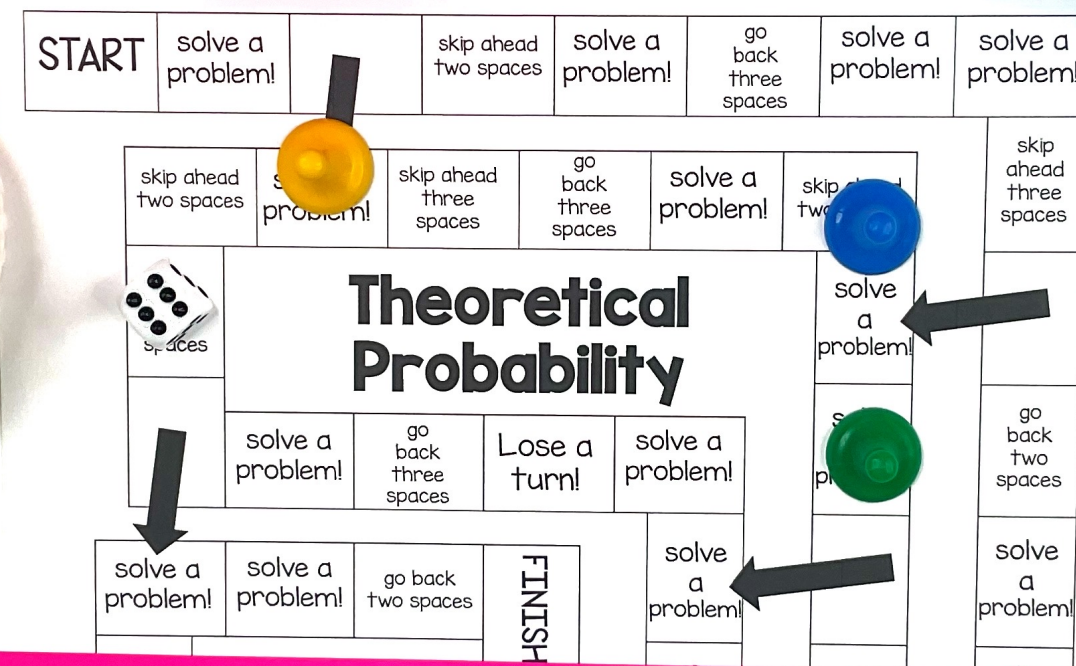 START
solve a
problem!
skip ahead
two spaces
solve a
problem!
go
back
three
spaces
solve a
problem!
solve a
problem!
skip
ahead
three
spaces
skip ahead
two spaces
problem!
skip ahead
three
spaces
go
back
three
spaces
solve a
problem!
skip
solve
a
problem!
spaces
Theoretical
Probability
go
back
two
spaces
solve a
problem!
go
back
three
spaces
Lose a
turn!
solve a
problem!
solve
a
problem!
solve
a
problem!
solve a
problem!
solve a
problem!
go back
two spaces
FINISH